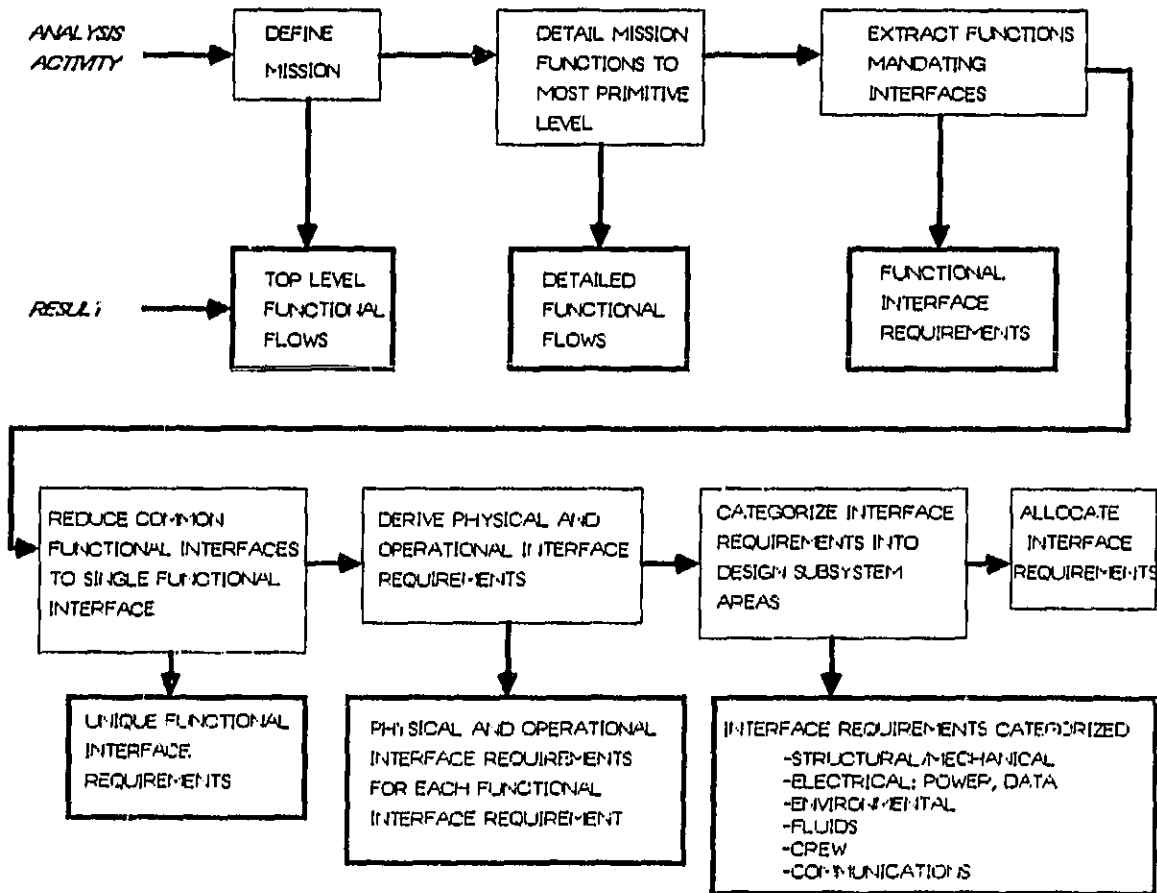 ANALYSIS
ACTIVITY
DEFINE
MISSION
DETAIL MISSION
FUNCTIONS TO
MOST PRIMITIVE
LEVEL
EXTRACT FUNCTIONS
MANDATING
INTERFACES
RESULT
TOP LEVEL
FUNCTIONAL
FLOWS
DETAILED
FUNCTIONAL
FLOWS
FUNCTIONAL
INTERFACE
REQUIREMENTS
REDUCE COMMON
FUNCTIONAL INTERFACES
TO SINGLE FUNCTIONAL
INTERFACE
DERIVE PHYSICAL AND
OPERATIONAL INTERFACE
REQUIREMENTS
CATEGORIZE INTERFACE
REQUIREMENTS INTO
DESIGN SUBSYSTEM
AREAS
ALLOCATE
INTERFACE
REQUIREMENTS
UNIQUE FUNCTIONAL
INTERFACE
REQUIREMENTS
PHYSICAL AND OPERATIONAL
INTERFACE REQUIREMENTS
FOR EACH FUNCTIONAL
INTERFACE REQUIREMENT
INTERFACE REQUIREMENTS CATEGORIZED
-STRUCTURAL/MECHANICAL
-ELECTRICAL: POWER, DATA
-ENVIRONMENTAL
-FLUIDS
-CREW
-COMMUNICATIONS